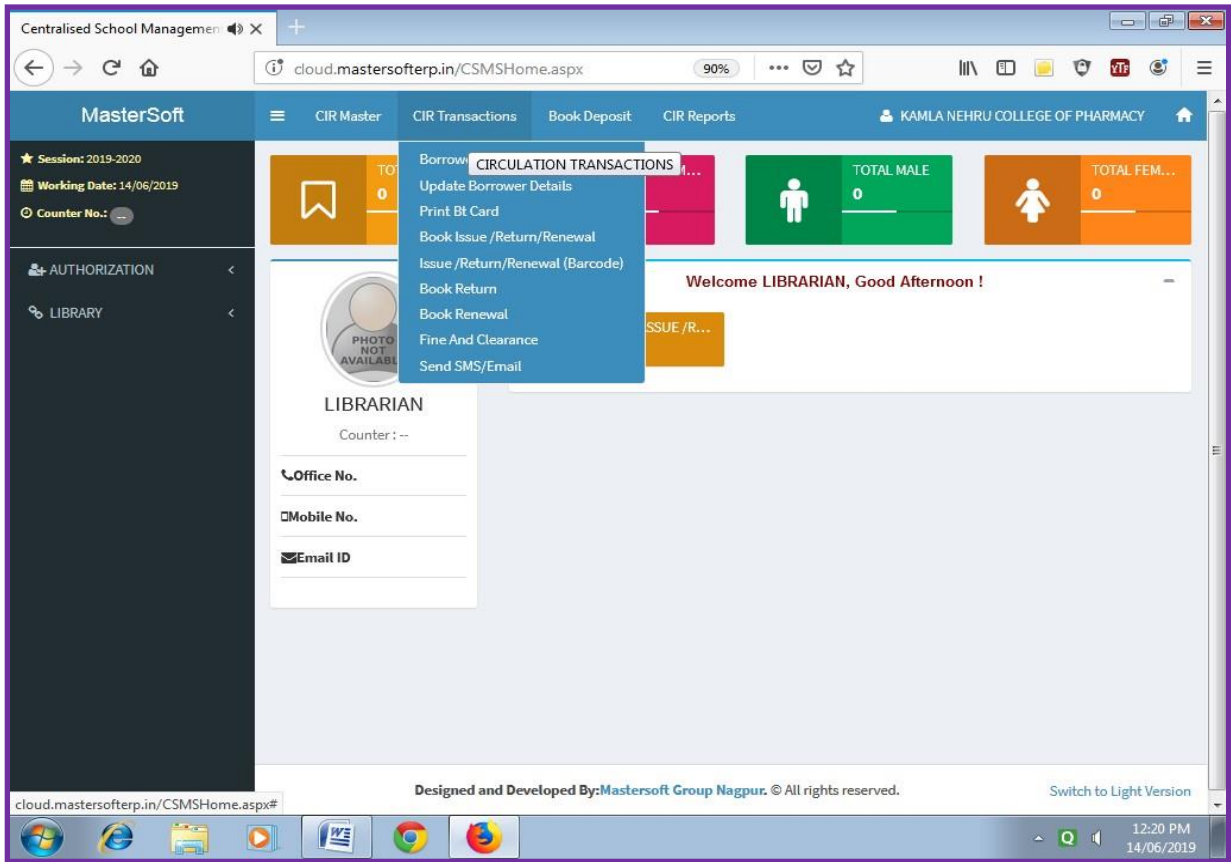 Centralised School Managemen
cloud.mastersofterp.in/CSMSHome.aspx 90%
MasterSoft CIR Master CIR Transactions Book Deposit CIR Reports KAMLA NEHRU COLLEGE OF PHARMACY
Session: 2019-2020
Working Date: 14/06/2019
Counter No.: --
AUTHORIZATION
LIBRARY
CIRCULATION TRANSACTIONS
Update Borrower Details
Print Bt Card
Book Issue /Return/Renewal
Issue /Return/Renewal (Barcode)
Book Return
Book Renewal
Fine And Clearance
Send SMS/Email
0
TOTAL MALE
0
TOTAL FEM...
0
Welcome LIBRARIAN, Good Afternoon !
SSUE /R...
PHOTO
NOT
LIBRARIAN
Counter : --
Office No.
Mobile No.
Email ID
Designed and Developed By:Mastersoft Group Nagpur. © All rights reserved. Switch to Light Version
cloud.mastersofterp.in/CSMSHome.aspx#
12:20 PM
14/06/2019